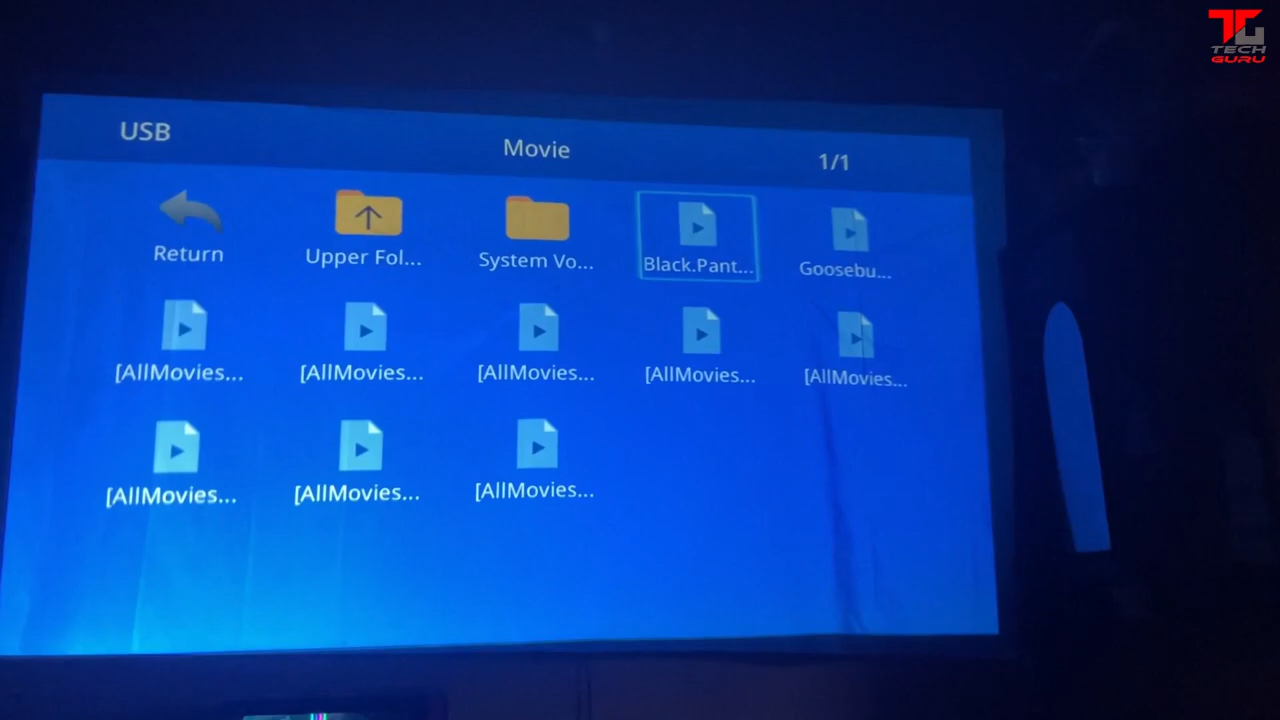 TECH
GURU
USB
Movie
1/1
Return
Upper Fol...
System Vo...
Black.Pant...
Goosebu...
[AllMovies...
[AllMovies...
[AllMovies...
[AllMovies...
[AllMovies...
[AllMovies...
[AllMovies...
[AllMovies...